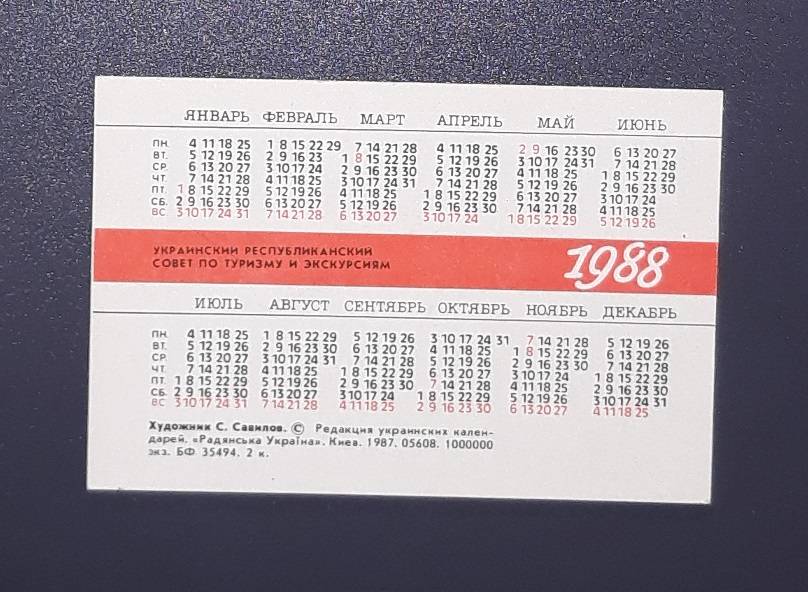 ЯНВАРЬ ФЕВРАЛЬ МАРТ АПРЕЛЬ МАЙ ИЮНЬ
ПН. 4 11 18 25 1 8 15 22 29 7 14 21 28 4 11 18 25 2 9 16 23 30 6 13 20 27
ВТ. 5 12 19 26 2 9 16 23 1 8 15 22 29 5 12 19 26 3 10 17 24 31 7 14 21 28
СР. 6 13 20 27 3 10 17 24 2 9 16 23 30 6 13 20 27 4 11 18 25 1 8 15 22 29
ЧТ. 7 14 21 28 4 11 18 25 3 10 17 24 31 7 14 21 28 5 12 19 26 2 9 16 23 30
ПТ. 1 8 15 22 29 5 12 19 26 4 11 18 25 1 8 15 22 29 6 13 20 27 3 10 17 24
СБ. 2 9 16 23 30 6 13 20 27 5 12 19 26 2 9 16 23 30 7 14 21 28 4 11 18 25
ВС. 3 10 17 24 31 7 14 21 28 6 13 20 27 3 10 17 24 1 8 15 22 29 5 12 19 26
УКРАИНСКИЙ РЕСПУБЛИКАНСКИЙ
СОВЕТ ПО ТУРИЗМУ И ЭКСКУРСИЯМ
1988
ИЮЛЬ АВГУСТ СЕНТЯБРЬ ОКТЯБРЬ НОЯБРЬ ДЕКАБРЬ
ПН. 4 11 18 25 1 8 15 22 29 5 12 19 26 3 10 17 24 31 7 14 21 28 5 12 19 26
ВТ. 5 12 19 26 2 9 16 23 30 6 13 20 27 4 11 18 25 1 8 15 22 29 6 13 20 27
СР. 6 13 20 27 3 10 17 24 31 7 14 21 28 5 12 19 26 2 9 16 23 30 7 14 21 28
ЧТ. 7 14 21 28 4 11 18 25 1 8 15 22 29 6 13 20 27 3 10 17 24 1 8 15 22 29
ПТ. 1 8 15 22 29 5 12 19 26 2 9 16 23 30 7 14 21 28 4 11 18 25 2 9 16 23 30
СБ. 2 9 16 23 30 6 13 20 27 3 10 17 24 1 8 15 22 29 5 12 19 26 3 10 17 24 31
ВС. 3 10 17 24 31 7 14 21 28 4 11 18 25 2 9 16 23 30 6 13 20 27 4 11 18 25
Художник С. Савилов. © Редакция украинских кален-
дарей. «Радянська Україна». Киев. 1987. 05608. 1000000
экз. БФ 35494. 2 к.